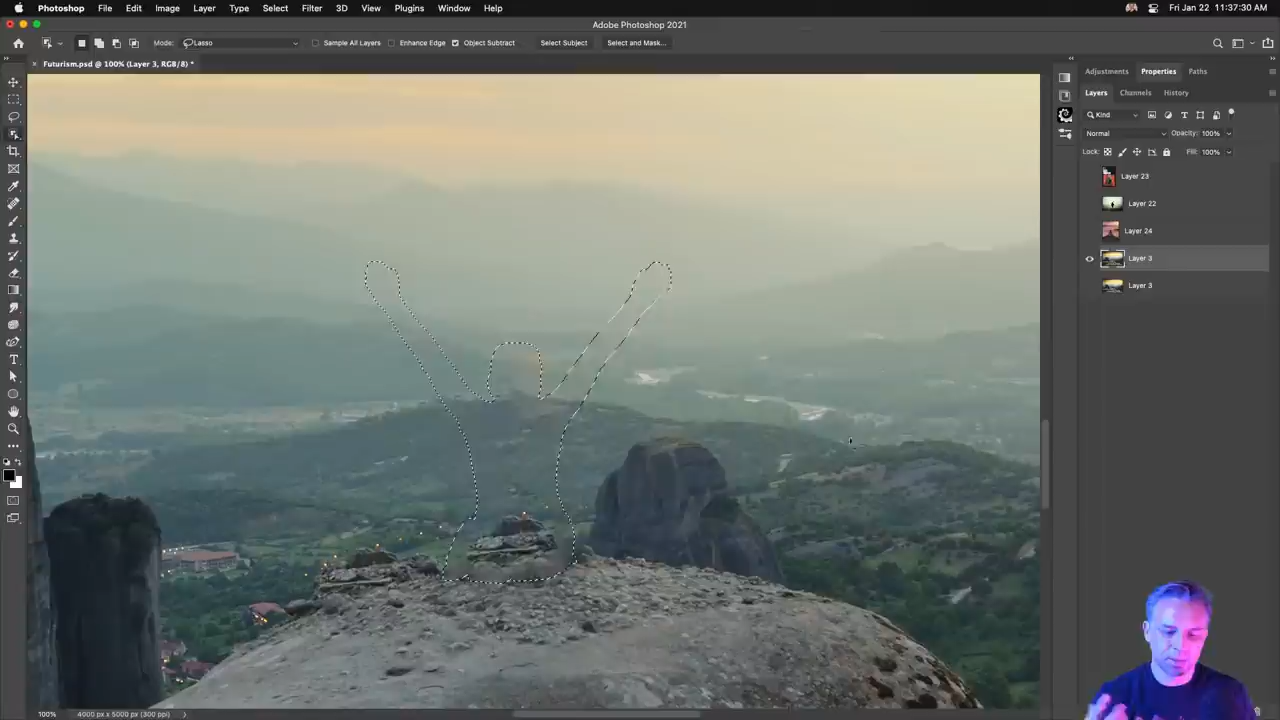 Photoshop File Edit Image Layer Type Select Filter 3D View Plugins Window Help Fri Jan 22 11:37:30 AM
Adobe Photoshop 2021
Mode: Lasso Sample All Layers Enhance Edge Object Subtract Select Subject Select and Mask...
Futurism.psd @ 100% (Layer 3, RGB/8) *
Adjustments Properties Paths
Layers Channels History
Kind
Normal Opacity: 100%
Lock: Fill: 100%
Layer 23
Layer 22
Layer 24
Layer 3
Layer 3
100% 4000 px x 5000 px (300 ppi)